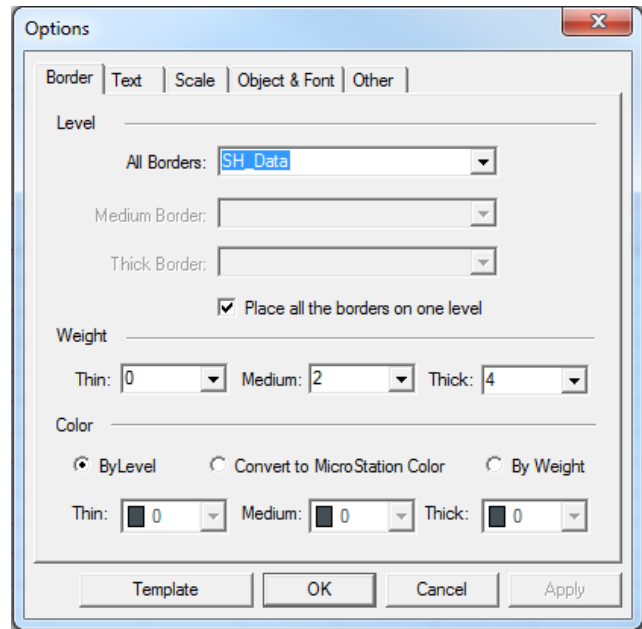 Options
Border Text Scale Object & Font Other
Level
All Borders: SH_Data
Medium Border:
Thick Border:
Place all the borders on one level
Weight
Thin: 0 Medium: 2 Thick: 4
Color
ByLevel Convert to MicroStation Color By Weight
Thin: 0 Medium: 0 Thick: 0
Template OK Cancel Apply